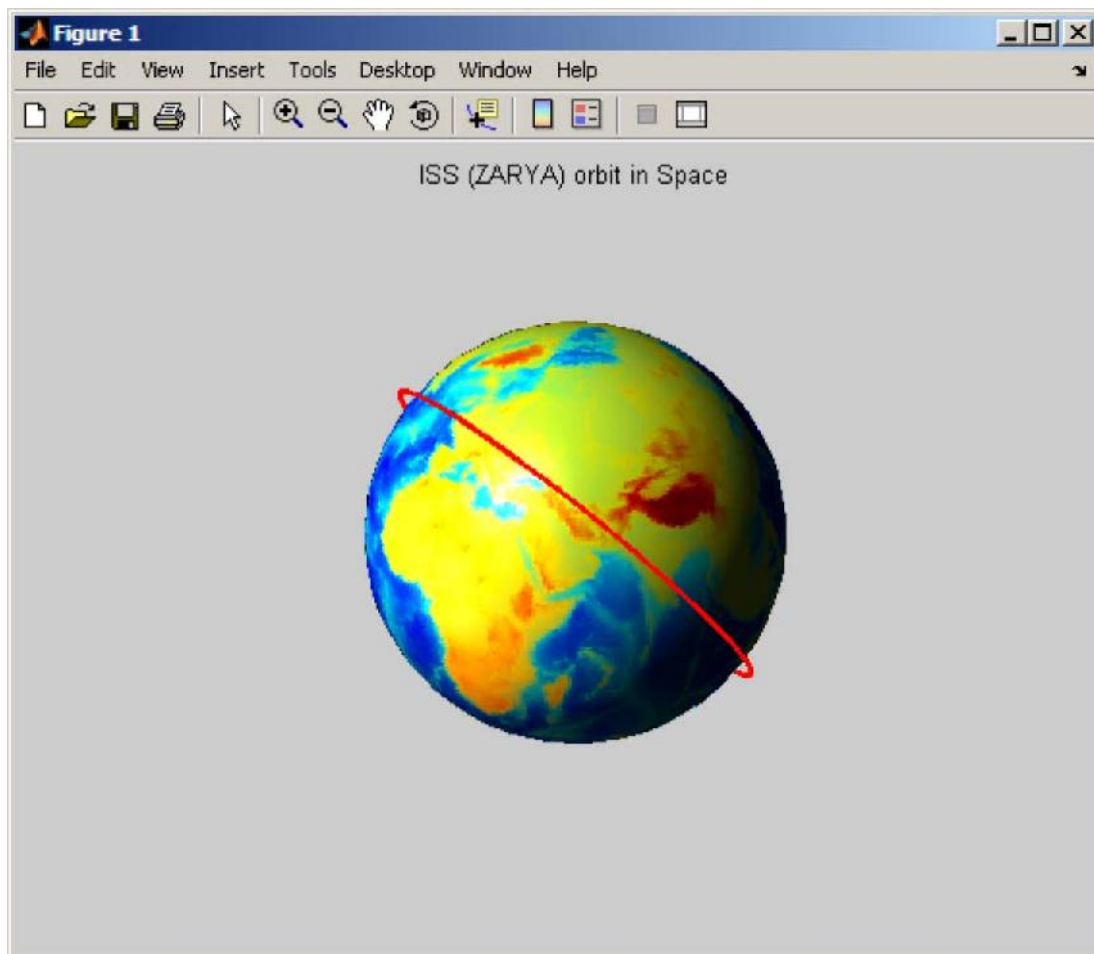 Figure 1
File Edit View Insert Tools Desktop Window Help
ISS (ZARYA) orbit in Space